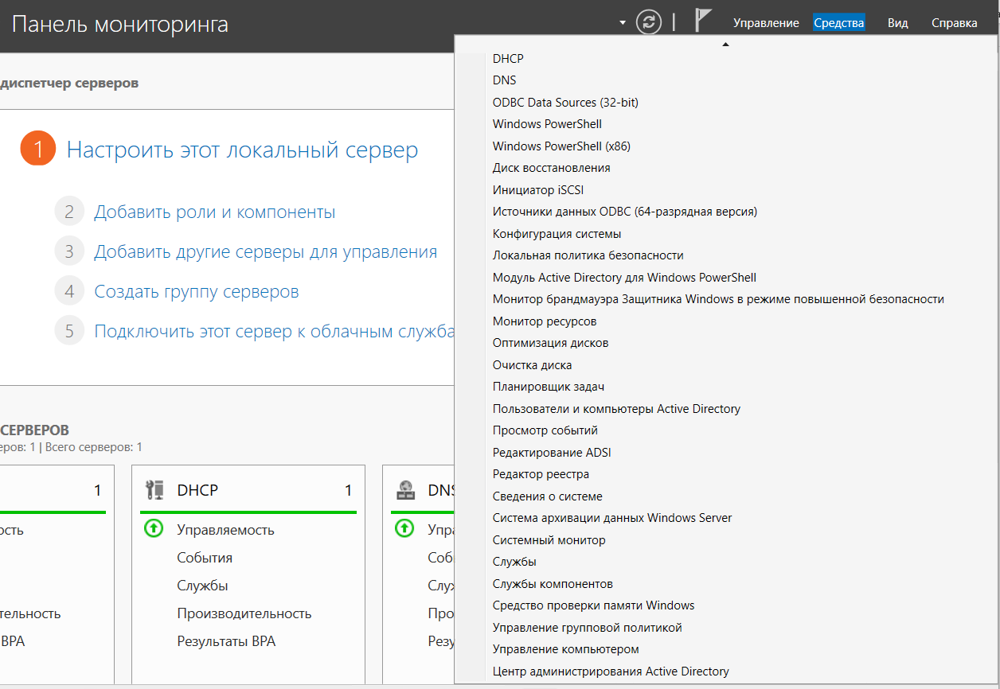 Панель мониторинга
Управление Средства Вид Справка
диспетчер серверов
1 Настроить этот локальный сервер
2 Добавить роли и компоненты
3 Добавить другие серверы для управления
4 Создать группу серверов
5 Подключить этот сервер к облачным служба
СЕРВЕРОВ
еров: 1 | Всего серверов: 1
1
ость
тельность
BPA
DHCP 1
Управляемость
События
Службы
Производительность
Результаты BPA
DNS
Упра
Соб
Служ
Про
Резу
DHCP
DNS
ODBC Data Sources (32-bit)
Windows PowerShell
Windows PowerShell (x86)
Диск восстановления
Инициатор iSCSI
Источники данных ODBC (64-разрядная версия)
Конфигурация системы
Локальная политика безопасности
Модуль Active Directory для Windows PowerShell
Монитор брандмауэра Защитника Windows в режиме повышенной безопасности
Монитор ресурсов
Оптимизация дисков
Очистка диска
Планировщик задач
Пользователи и компьютеры Active Directory
Просмотр событий
Редактирование ADSI
Редактор реестра
Сведения о системе
Система архивации данных Windows Server
Системный монитор
Службы
Службы компонентов
Средство проверки памяти Windows
Управление групповой политикой
Управление компьютером
Центр администрирования Active Directory